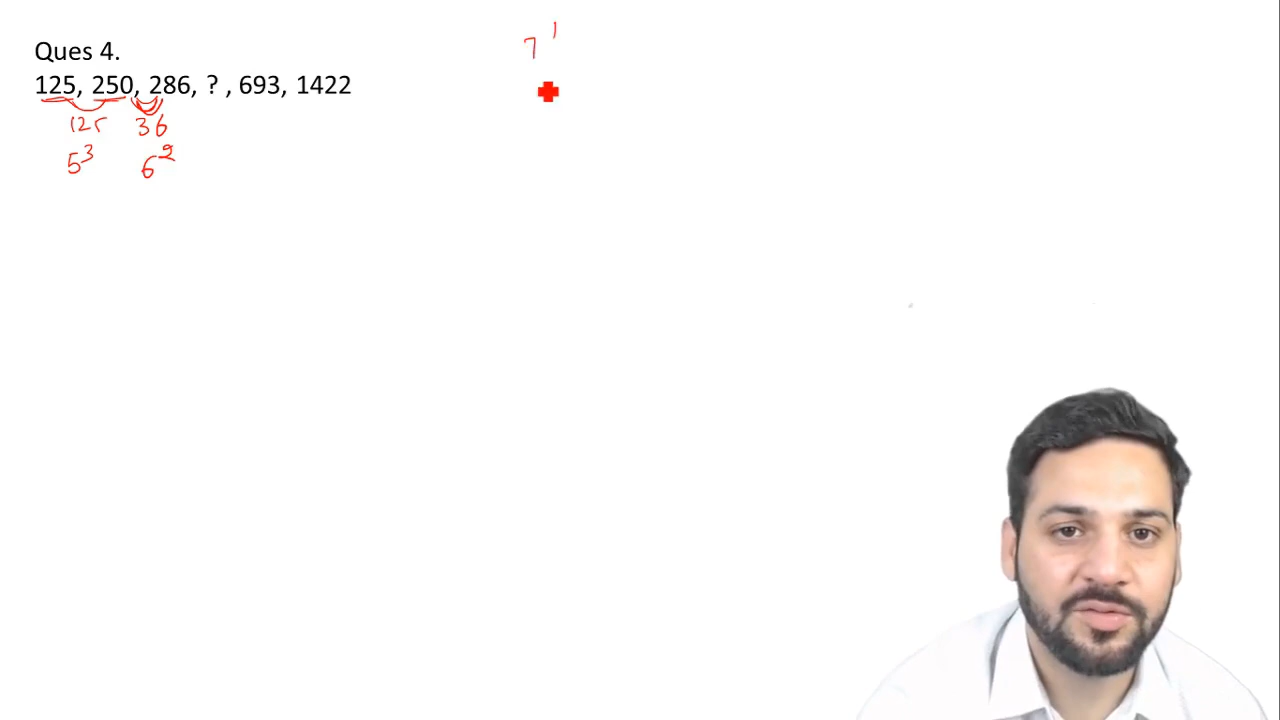 Ques 4.
125, 250, 286, ? , 693, 1422
125 36
5³ 6²
7¹